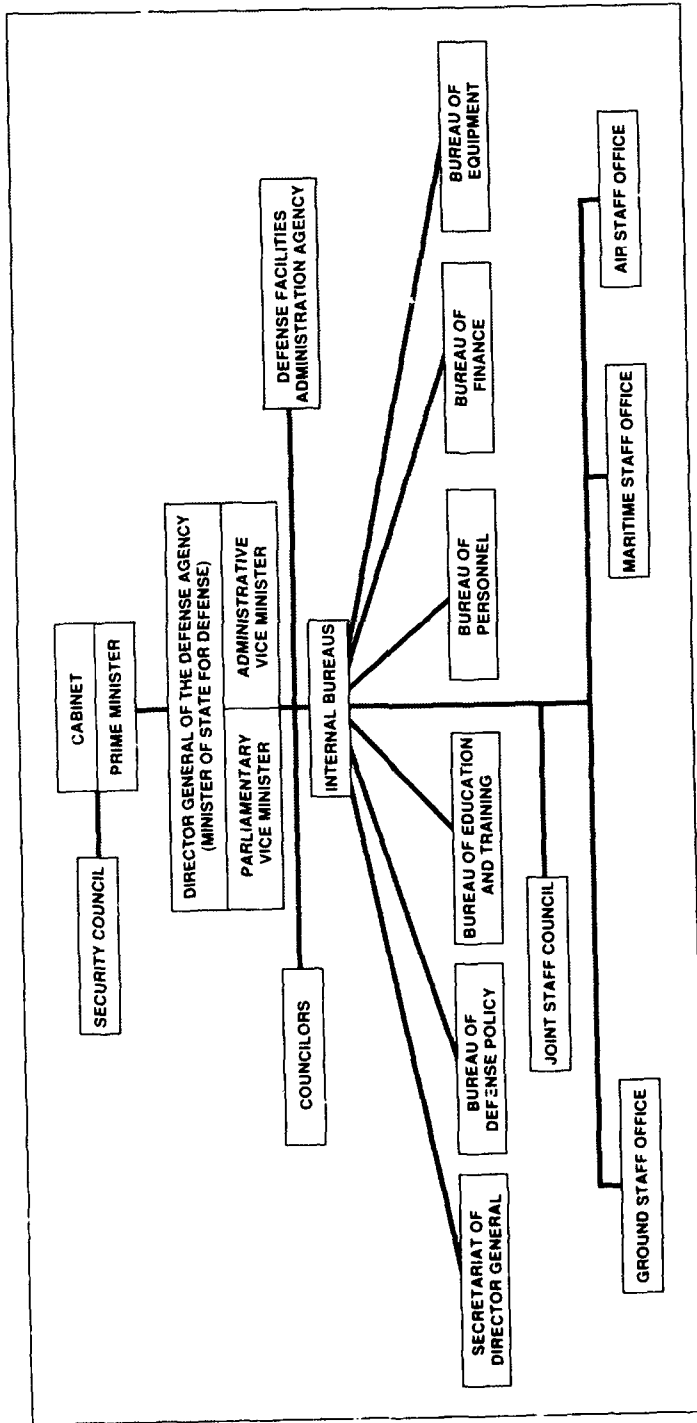 CABINET
PRIME MINISTER
SECURITY COUNCIL
DIRECTOR GENERAL OF THE DEFENSE AGENCY
(MINISTER OF STATE FOR DEFENSE)
PARLIAMENTARY
VICE MINISTER
ADMINISTRATIVE
VICE MINISTER
COUNCILORS
DEFENSE FACILITIES
ADMINISTRATION AGENCY
INTERNAL BUREAUS
SECRETARIAT OF
DIRECTOR GENERAL
BUREAU OF
DEFENSE POLICY
BUREAU OF EDUCATION
AND TRAINING
BUREAU OF
PERSONNEL
BUREAU OF
FINANCE
BUREAU OF
EQUIPMENT
JOINT STAFF COUNCIL
GROUND STAFF OFFICE
MARITIME STAFF OFFICE
AIR STAFF OFFICE